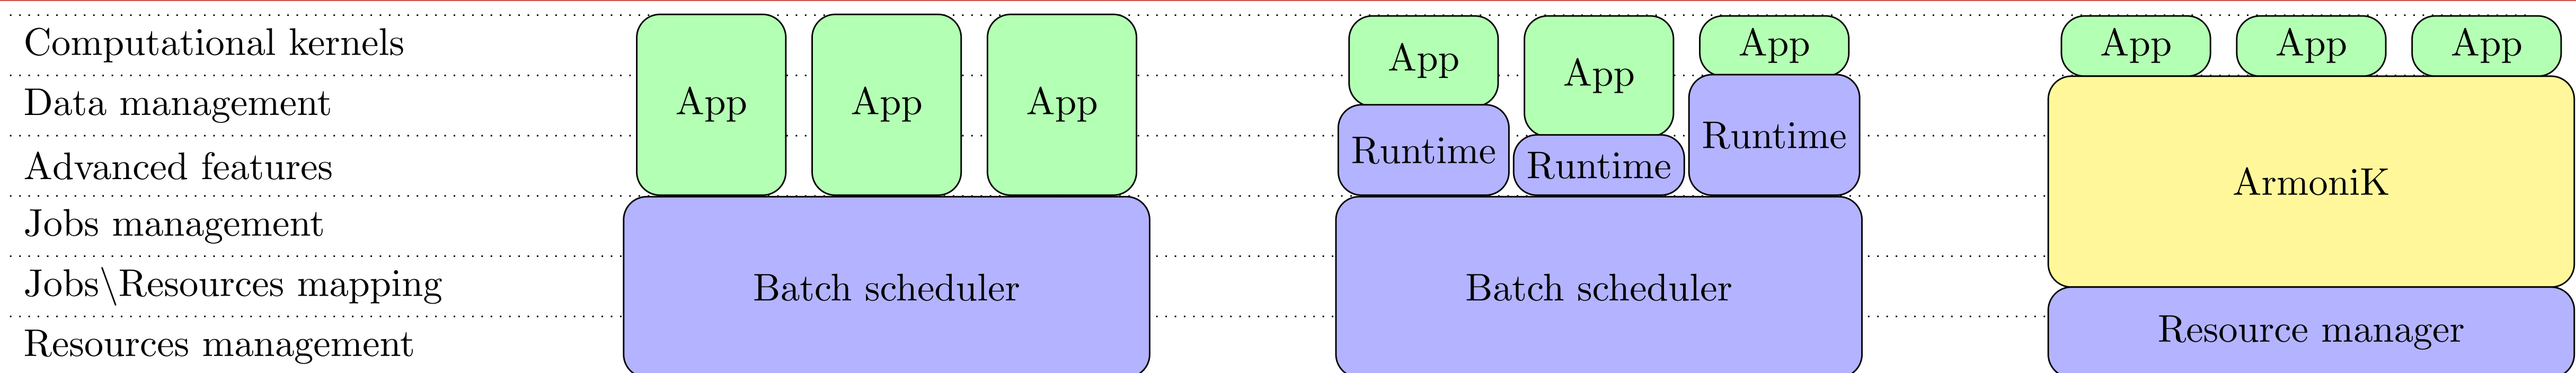 Computational kernels
Data management
Advanced features
Jobs management
Jobs\Resources mapping
Resources management
App
App
App
Batch scheduler
App
App
App
Runtime
Runtime
Runtime
Batch scheduler
App
App
App
ArmoniK
Resource manager